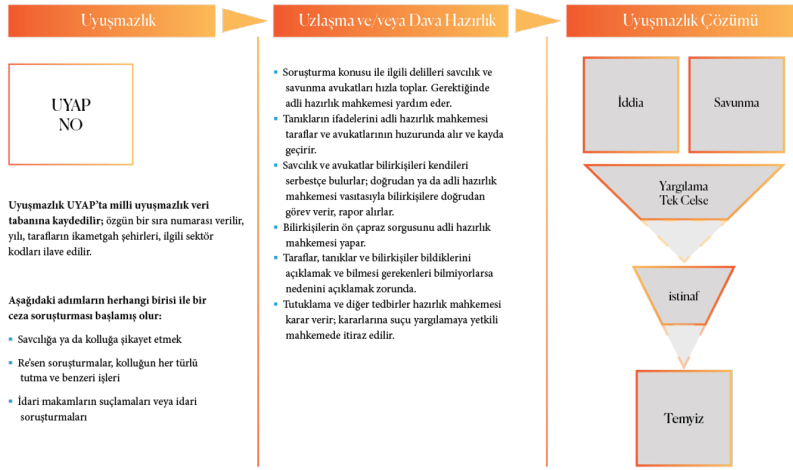 Uyuşmazlık
UYAP
NO
Uyuşmazlık UYAP’ta milli uyuşmazlık veri
tabanına kaydedilir; özgün bir sıra numarası verilir,
yılı, tarafların ikametgah şehirleri, ilgili sektör
kodları ilave edilir.
Aşağıdaki adımların herhangi birisi ile bir
ceza soruşturması başlamış olur:
▪ Savcılığa ya da kolluğa şikayet etmek
▪ Re’sen soruşturmalar, kolluğun her türlü
tutma ve benzeri işleri
▪ İdari makamların suçlamaları veya idari
soruşturmaları
Uzlaşma ve/veya Dava Hazırlık
▪ Soruşturma konusu ile ilgili delilleri savcılık ve
savunma avukatları hızla toplar. Gerektiğinde
adli hazırlık mahkemesi yardım eder.
▪ Tanıkların ifadelerini adli hazırlık mahkemesi
taraflar ve avukatlarının huzurunda alır ve kayda
geçirir.
▪ Savcılık ve avukatlar bilirkişileri kendileri
serbestçe bulurlar; doğrudan ya da adli hazırlık
mahkemesi vasıtasıyla bilirkişilere doğrudan
görev verir, rapor alırlar.
▪ Bilirkişilerin ön çapraz sorgusunu adli hazırlık
mahkemesi yapar.
▪ Taraflar, tanıklar ve bilirkişiler bildiklerini
açıklamak ve bilmesi gerekenleri bilmiyorlarsa
nedenini açıklamak zorunda.
▪ Tutuklama ve diğer tedbirler hazırlık mahkemesi
karar verir; kararlarına suçu yargılamaya yetkili
mahkemede itiraz edilir.
Uyuşmazlık Çözümü
İddia
Savunma
Yargılama
Tek Celse
istinaf
Temyiz